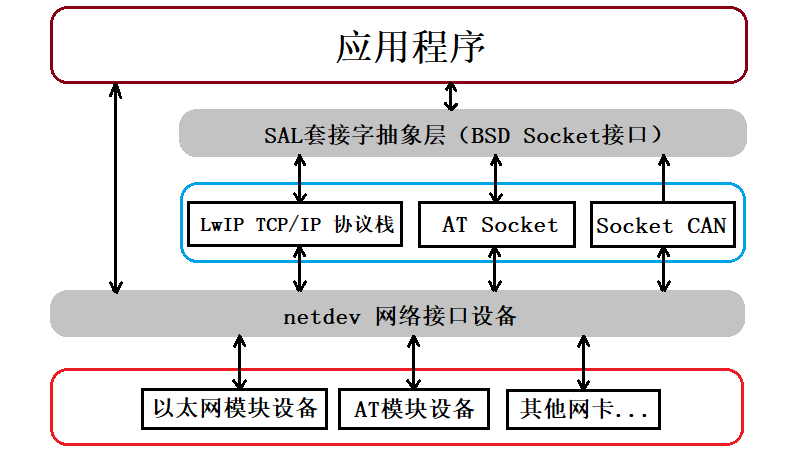 应用程序
SAL套接字抽象层（BSD Socket接口）
LwIP TCP/IP 协议栈
AT Socket
Socket CAN
netdev 网络接口设备
以太网模块设备
AT模块设备
其他网卡...